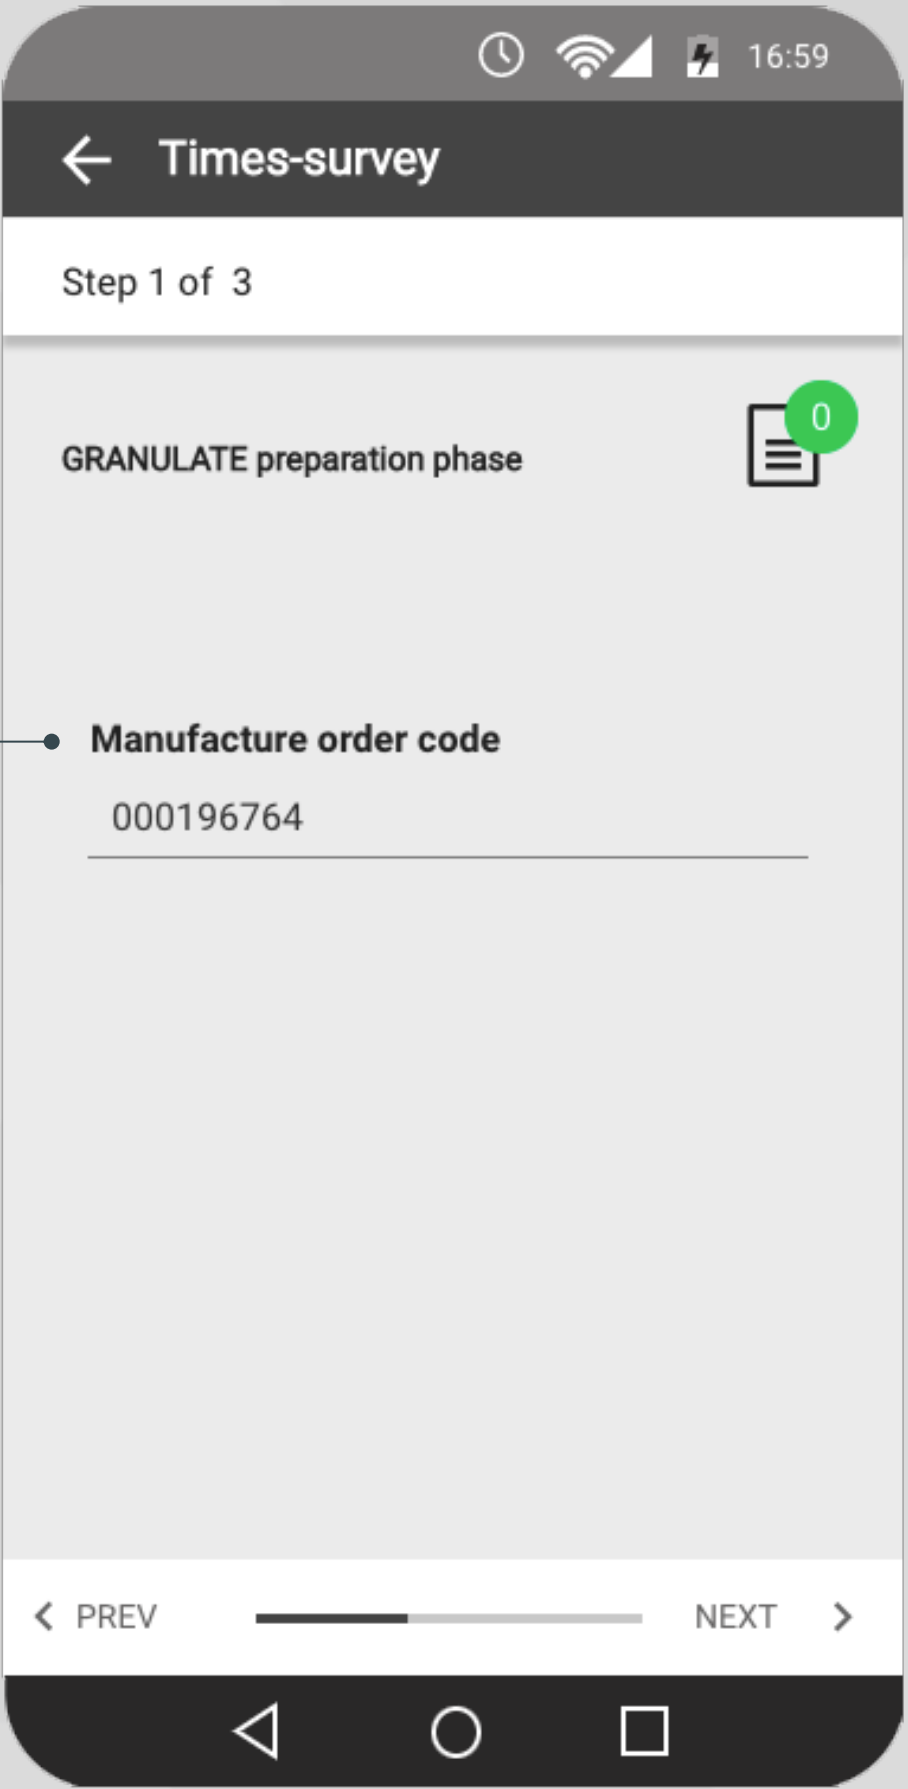 16:59
Times-survey
Step 1 of 3
0
GRANULATE preparation phase
Manufacture order code
000196764
PREV NEXT